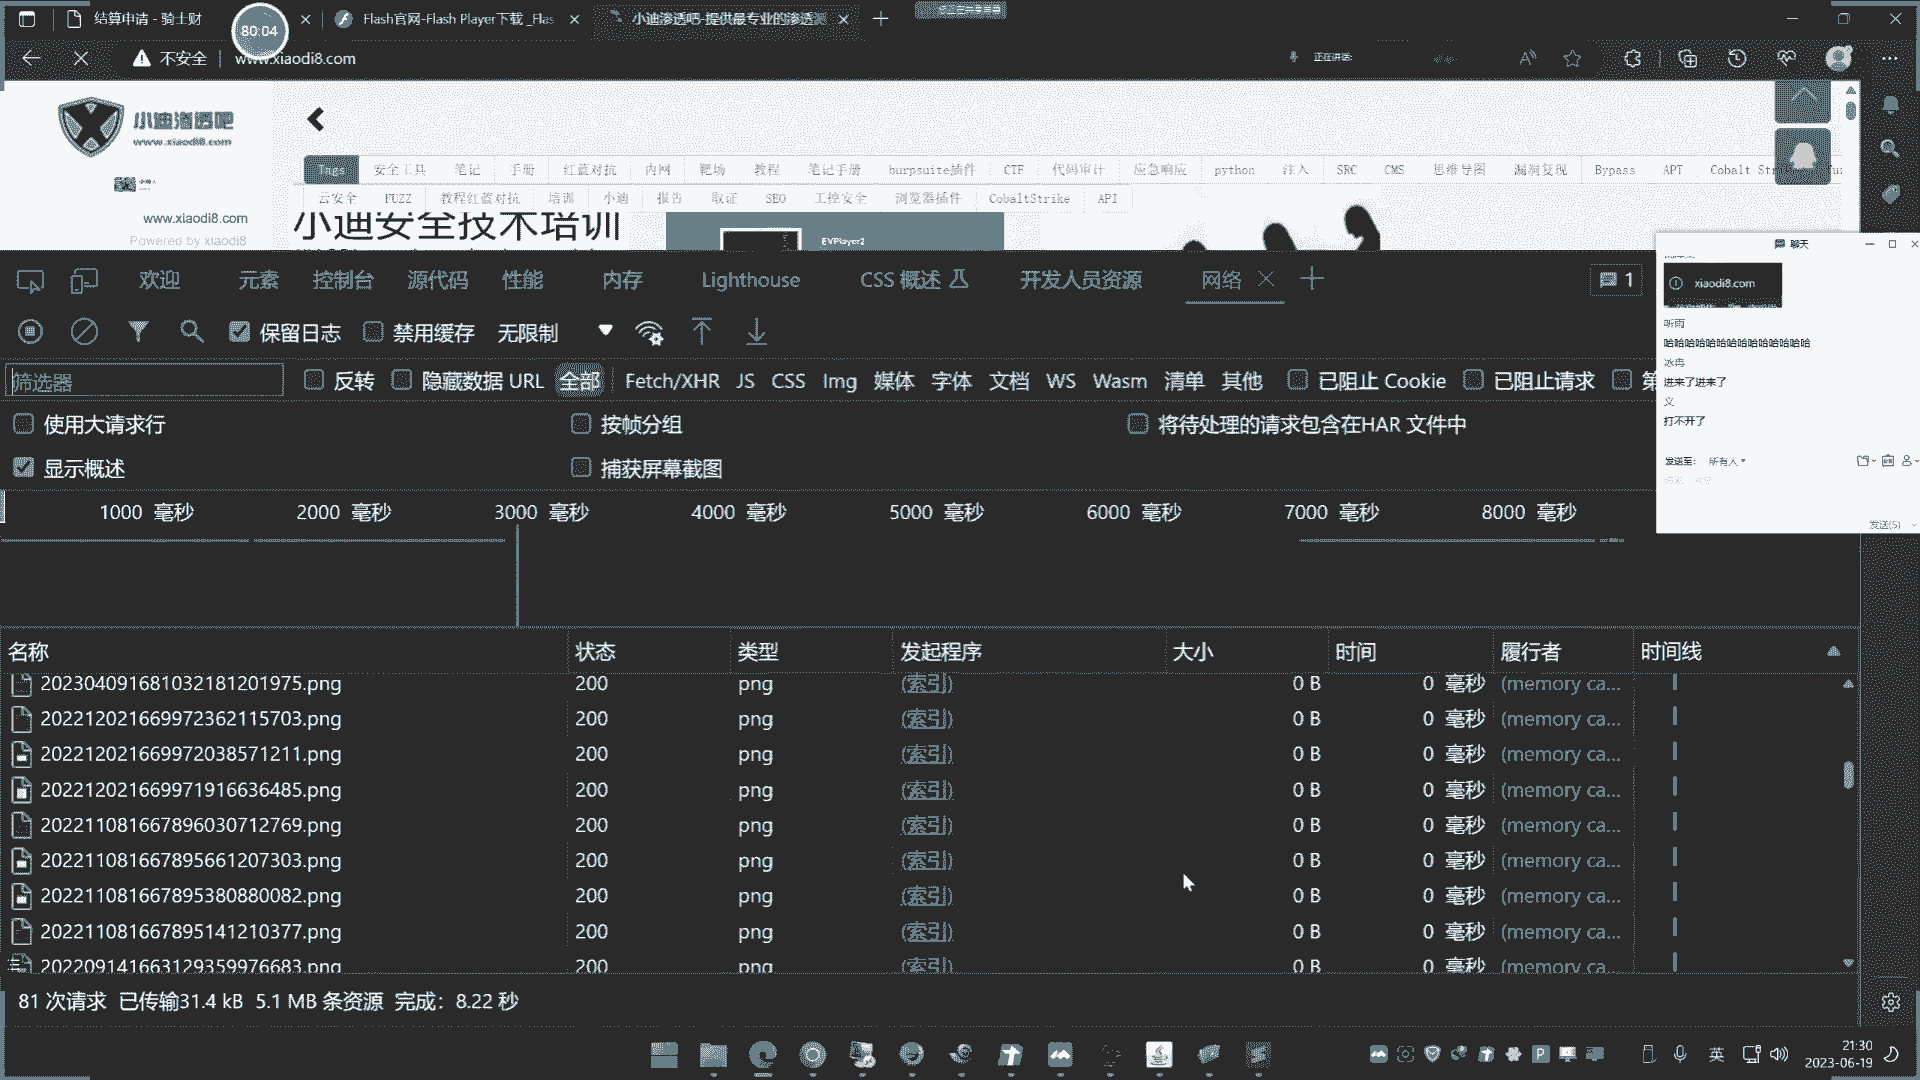 结算申请 - 骑士财
80:04
Flash官网-Flash Player下载 _Flas
小迪渗透吧-提供最专业的渗透测
不安全
www.xiaodi8.com
正在讲话:
小迪渗透吧
www.xiaodi8.com
www.xiaodi8.com
Powered by xiaodi8
Tags 安全工具 笔记 手册 红蓝对抗 内网 靶场 教程 笔记手册 burpsuite插件 CTF 代码审计 应急响应 python 注入 SRC CMS 思维导图 漏洞复现 Bypass APT
云安全 FUZZ 教程红蓝对抗 培训 小迪 报告 取证 SEO 工控安全 浏览器插件 CobaltStrike API
小迪安全技术培训
EVPlayer2
聊天
xiaodi8.com
听雨
哈哈哈哈哈哈哈哈哈哈哈哈哈哈
冰冉
进来了进来了
义
打不开了
发送至: 所有人
发送(S)
欢迎 元素 控制台 源代码 性能 内存 Lighthouse CSS 概述 开发人员资源 网络
1
保留日志 禁用缓存 无限制
筛选器 反转 隐藏数据 URL 全部 Fetch/XHR JS CSS Img 媒体 字体 文档 WS Wasm 清单 其他 已阻止 Cookie 已阻止请求 第
使用大请求行 按帧分组 将待处理的请求包含在HAR 文件中
显示概述 捕获屏幕截图
1000 毫秒 2000 毫秒 3000 毫秒 4000 毫秒 5000 毫秒 6000 毫秒 7000 毫秒 8000 毫秒
名称 状态 类型 发起程序 大小 时间 履行者 时间线
202304091681032181201975.png 200 png (索引) 0 B 0 毫秒 (memory ca...
202212021669972362115703.png 200 png (索引) 0 B 0 毫秒 (memory ca...
202212021669972038571211.png 200 png (索引) 0 B 0 毫秒 (memory ca...
202212021669971916636485.png 200 png (索引) 0 B 0 毫秒 (memory ca...
202211081667896030712769.png 200 png (索引) 0 B 0 毫秒 (memory ca...
202211081667895661207303.png 200 png (索引) 0 B 0 毫秒 (memory ca...
202211081667895380880082.png 200 png (索引) 0 B 0 毫秒 (memory ca...
202211081667895141210377.png 200 png (索引) 0 B 0 毫秒 (memory ca...
202209141663129359976683.png 200 png (索引) 0 B 0 毫秒 (memory ca...
81 次请求 已传输31.4 kB 5.1 MB 条资源 完成: 8.22 秒
英
21:30
2023-06-19